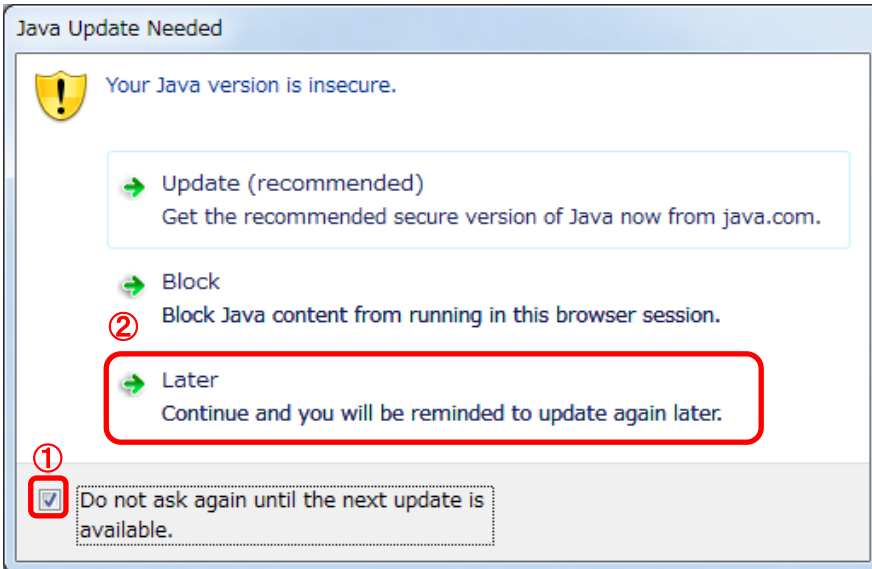 Java Update Needed
Your Java version is insecure.
Update (recommended)
Get the recommended secure version of Java now from java.com.
Block
Block Java content from running in this browser session.
②
Later
Continue and you will be reminded to update again later.
①
Do not ask again until the next update is
available.